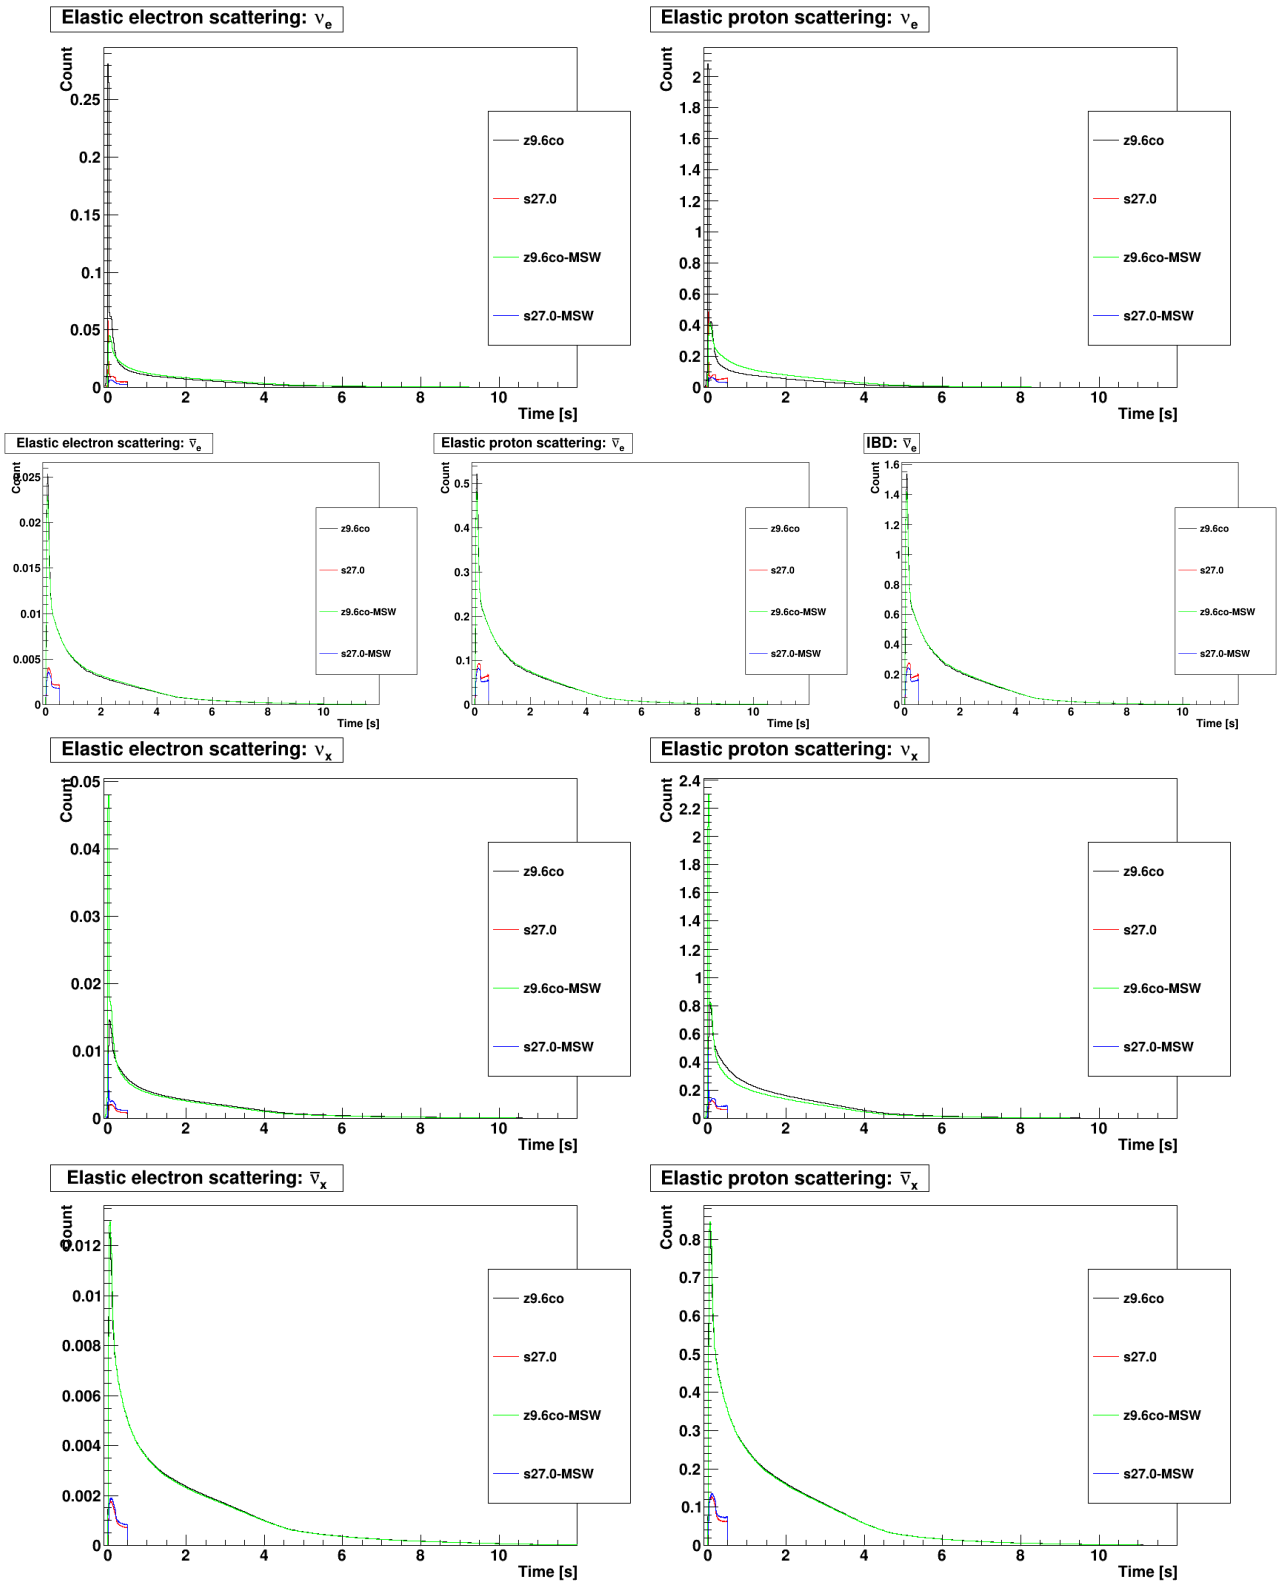 Elastic electron scattering: ν_e
Count
0.25
0.2
0.15
0.1
0.05
0
0 2 4 6 8 10
Time [s]
z9.6co
s27.0
z9.6co-MSW
s27.0-MSW
Elastic proton scattering: ν_e
Count
2
1.8
1.6
1.4
1.2
1
0.8
0.6
0.4
0.2
0
0 2 4 6 8 10
Time [s]
z9.6co
s27.0
z9.6co-MSW
s27.0-MSW
Elastic electron scattering: ν̅_e
Count
0.025
0.02
0.015
0.01
0.005
0
0 2 4 6 8 10
Time [s]
z9.6co
s27.0
z9.6co-MSW
s27.0-MSW
Elastic proton scattering: ν̅_e
Count
0.5
0.4
0.3
0.2
0.1
0
0 2 4 6 8 10
Time [s]
z9.6co
s27.0
z9.6co-MSW
s27.0-MSW
IBD: ν̅_e
Count
1.6
1.4
1.2
1
0.8
0.6
0.4
0.2
0
0 2 4 6 8 10
Time [s]
z9.6co
s27.0
z9.6co-MSW
s27.0-MSW
Elastic electron scattering: ν_x
Count
0.05
0.04
0.03
0.02
0.01
0
0 2 4 6 8 10
Time [s]
z9.6co
s27.0
z9.6co-MSW
s27.0-MSW
Elastic proton scattering: ν_x
Count
2.4
2.2
2
1.8
1.6
1.4
1.2
1
0.8
0.6
0.4
0.2
0
0 2 4 6 8 10
Time [s]
z9.6co
s27.0
z9.6co-MSW
s27.0-MSW
Elastic electron scattering: ν̅_x
Count
0.012
0.01
0.008
0.006
0.004
0.002
0
0 2 4 6 8 10
Time [s]
z9.6co
s27.0
z9.6co-MSW
s27.0-MSW
Elastic proton scattering: ν̅_x
Count
0.8
0.7
0.6
0.5
0.4
0.3
0.2
0.1
0
0 2 4 6 8 10
Time [s]
z9.6co
s27.0
z9.6co-MSW
s27.0-MSW